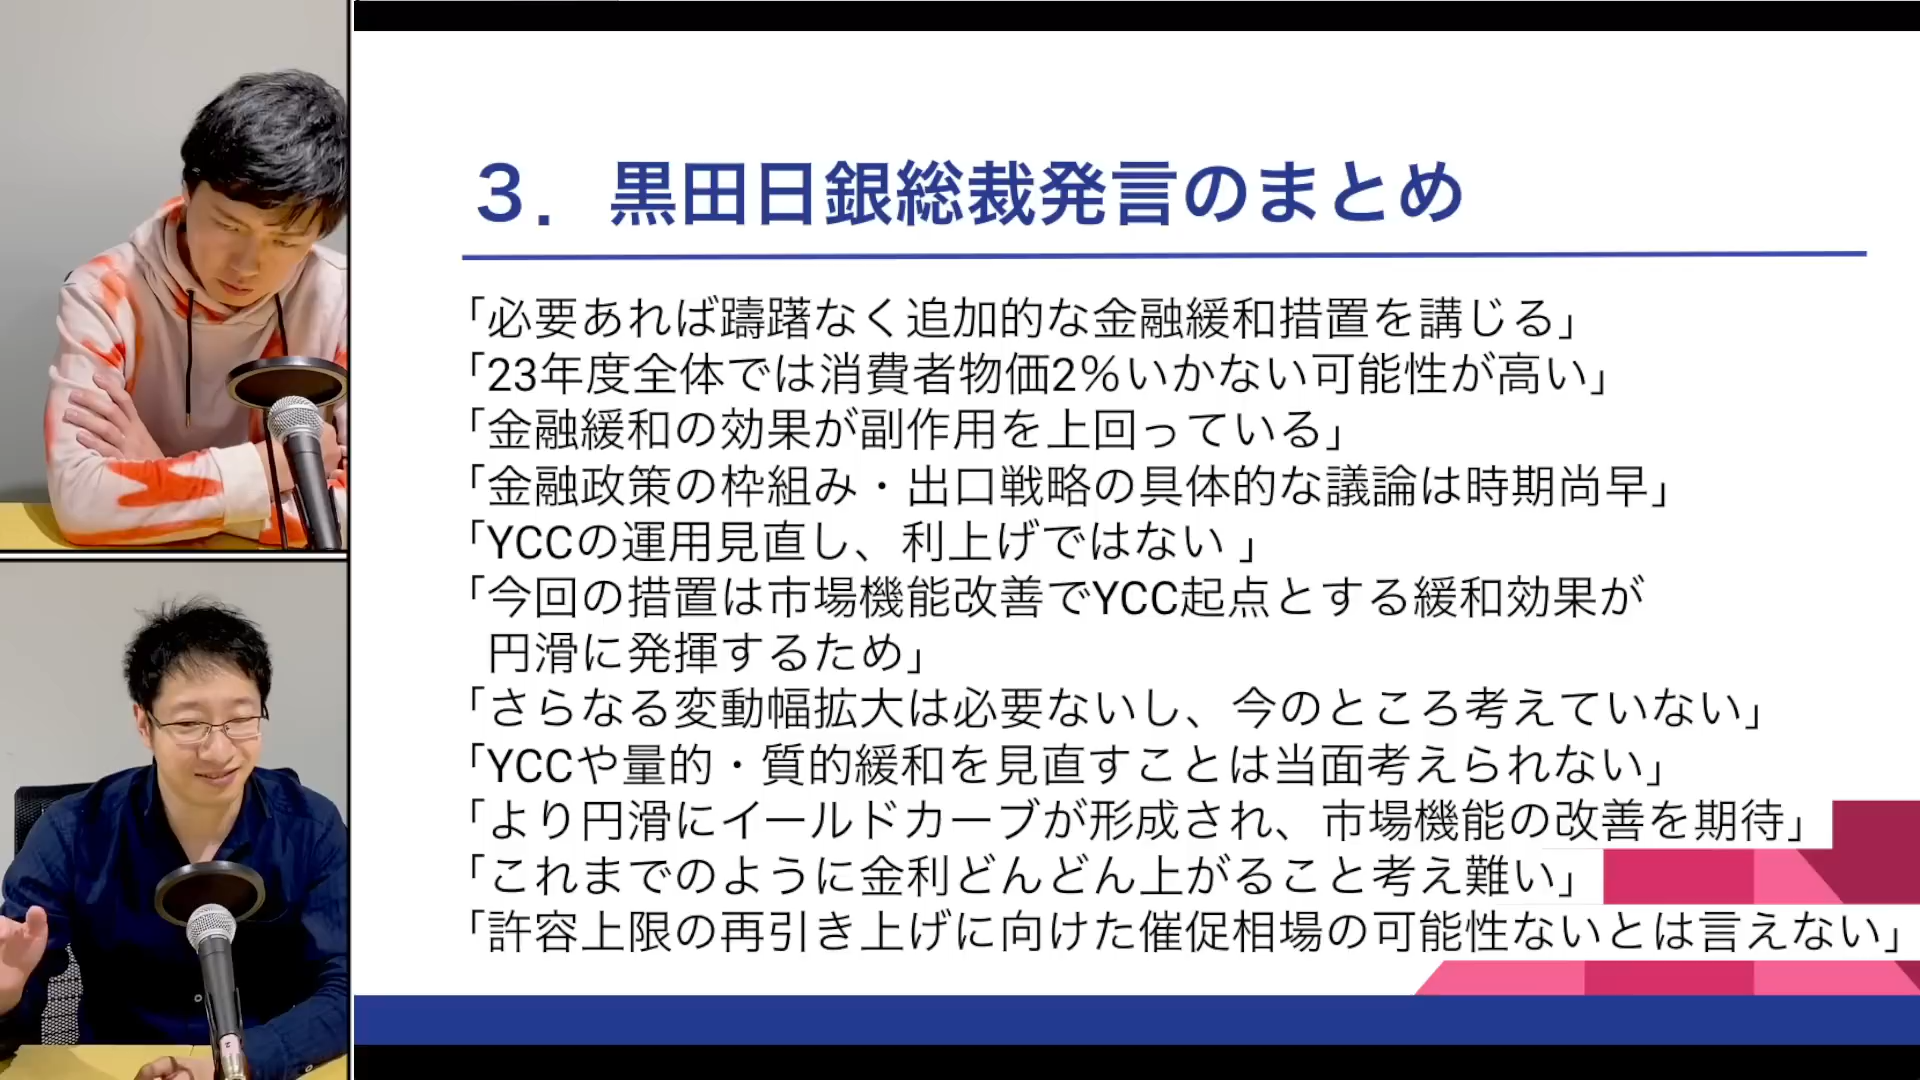 ３．黒田日銀総裁発言のまとめ
「必要あれば躊躇なく追加的な金融緩和措置を講じる」
「23年度全体では消費者物価2%いかない可能性が高い」
「金融緩和の効果が副作用を上回っている」
「金融政策の枠組み・出口戦略の具体的な議論は時期尚早」
「YCCの運用見直し、利上げではない 」
「今回の措置は市場機能改善でYCC起点とする緩和効果が
円滑に発揮するため」
「さらなる変動幅拡大は必要ないし、今のところ考えていない」
「YCCや量的・質的緩和を見直すことは当面考えられない」
「より円滑にイールドカーブが形成され、市場機能の改善を期待」
「これまでのように金利どんどん上がること考え難い」
「許容上限の再引き上げに向けた催促相場の可能性ないとは言えない」